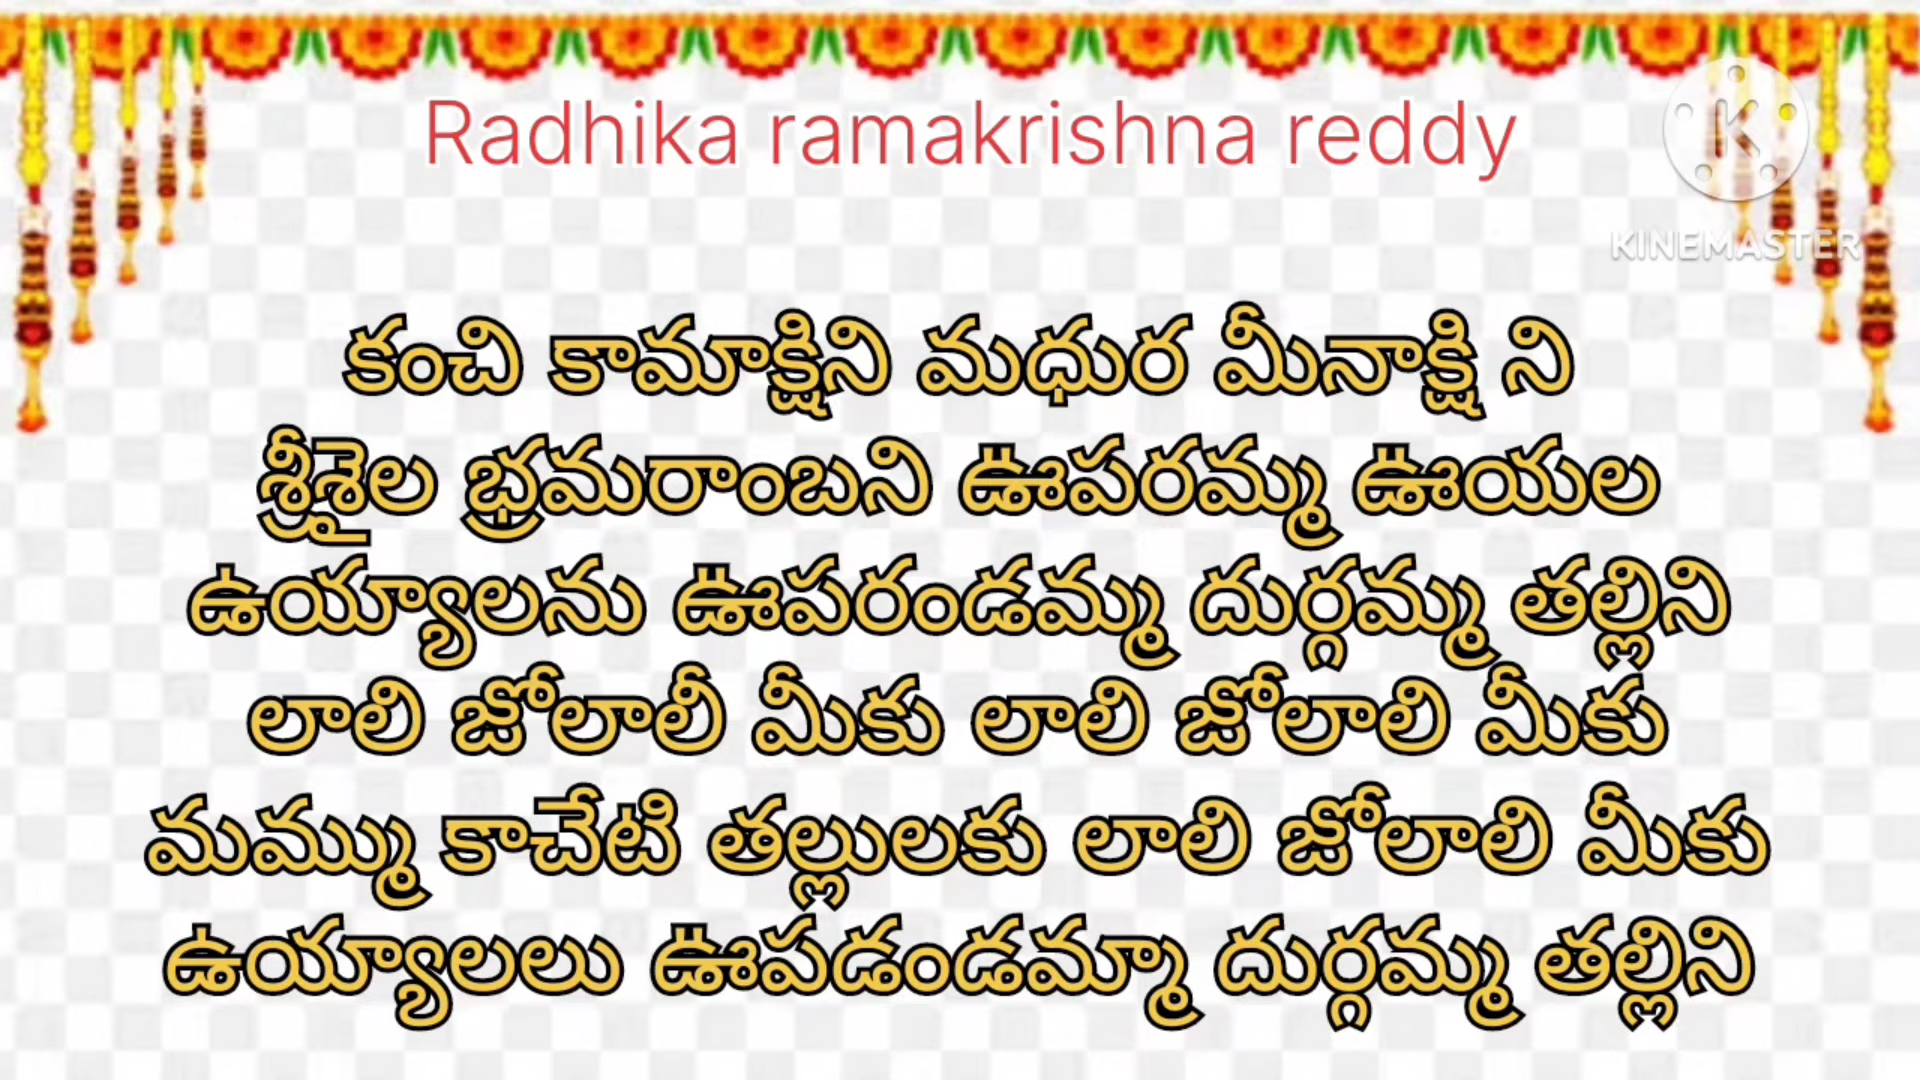 Radhika ramakrishna reddy
KINEMASTER
కంచి కామాక్షిని మధుర మీనాక్షి ని
శ్రీశైల భ్రమరాంబని ఊపరమ్మ ఊయల
ఉయ్యాలను ఊపరండమ్మ దుర్గమ్మ తల్లిని
లాలి జోలాలీ మీకు లాలి జోలాలి మీకు
మమ్ము కాచేటి తల్లులకు లాలి జోలాలి మీకు
ఉయ్యాలలు ఊపడండమ్మా దుర్గమ్మ తల్లిని